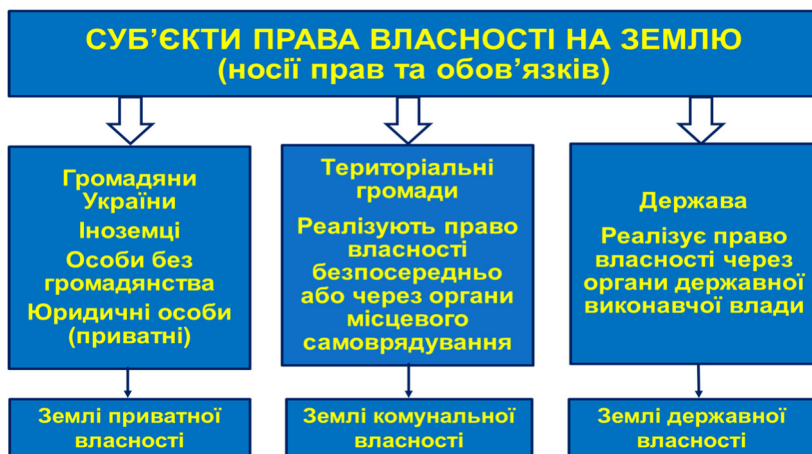 СУБ’ЄКТИ ПРАВА ВЛАСНОСТІ НА ЗЕМЛЮ
(носії прав та обов’язків)
Громадяни
України
Іноземці
Особи без
громадянства
Юридичні особи
(приватні)
Територіальні
громади
Реалізують право
власності
безпосередньо
або через органи
місцевого
самоврядування
Держава
Реалізує право
власності через
органи державної
виконавчої влади
Землі приватної
власності
Землі комунальної
власності
Землі державної
власності